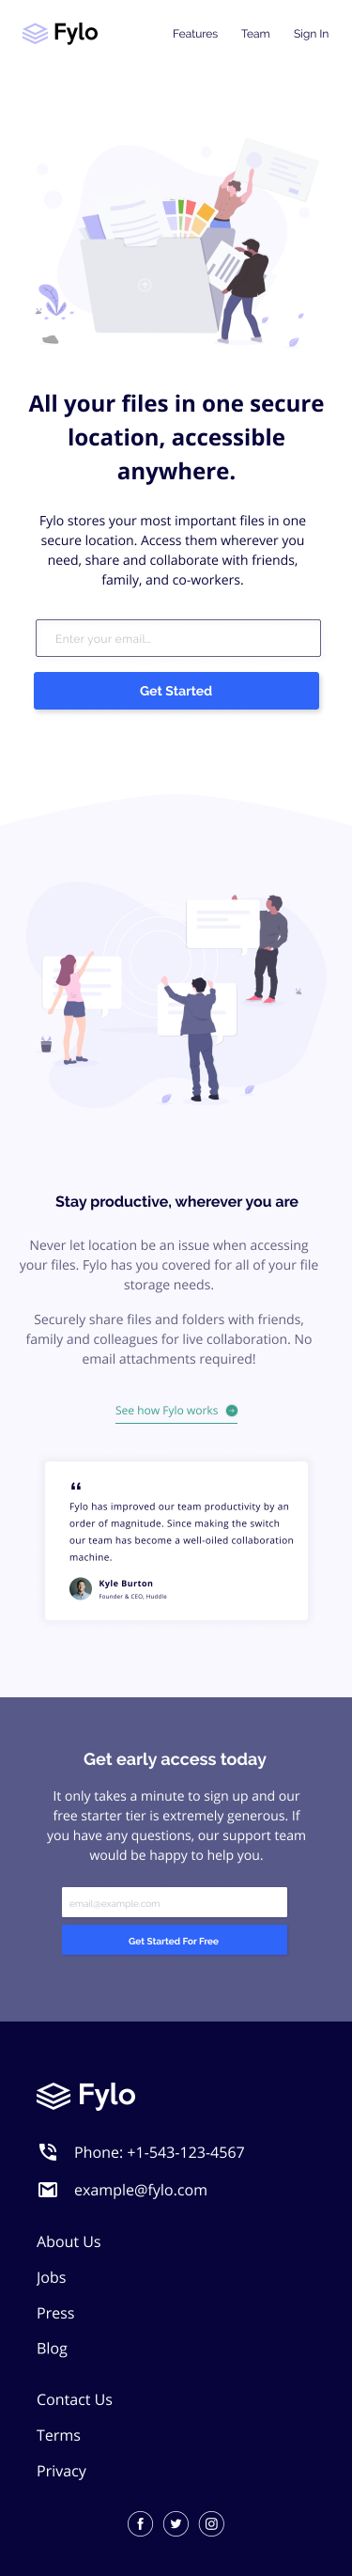 Fylo
Features Team Sign In
All your files in one secure
location, accessible
anywhere.
Fylo stores your most important files in one
secure location. Access them wherever you
need, share and collaborate with friends,
family, and co-workers.
Enter your email...
Get Started
Stay productive, wherever you are
Never let location be an issue when accessing
your files. Fylo has you covered for all of your file
storage needs.
Securely share files and folders with friends,
family and colleagues for live collaboration. No
email attachments required!
See how Fylo works
“
Fylo has improved our team productivity by an
order of magnitude. Since making the switch
our team has become a well-oiled collaboration
machine.
Kyle Burton
Founder & CEO, Huddle
Get early access today
It only takes a minute to sign up and our
free starter tier is extremely generous. If
you have any questions, our support team
would be happy to help you.
email@example.com
Get Started For Free
Fylo
Phone: +1-543-123-4567
example@fylo.com
About Us
Jobs
Press
Blog
Contact Us
Terms
Privacy